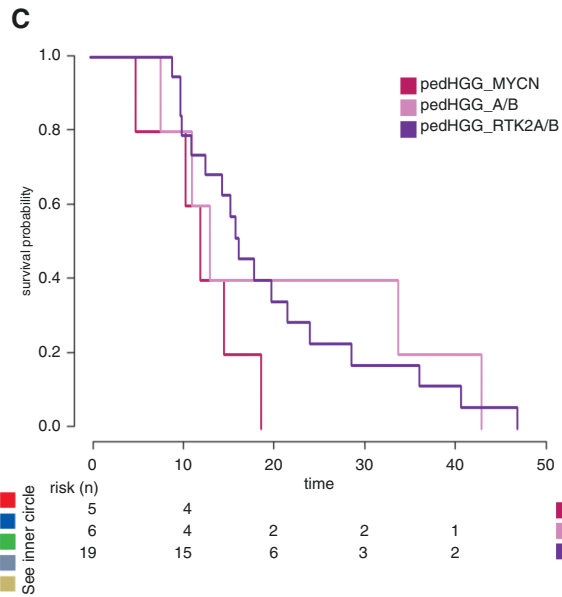 C
pedHGG_MYCN
pedHGG_A/B
pedHGG_RTK2A/B
survival probability
1.0
0.8
0.6
0.4
0.2
0.0
0 10 20 30 40 50
time
risk (n)
5 4
6 4 2 2 1
19 15 6 3 2
See inner circle